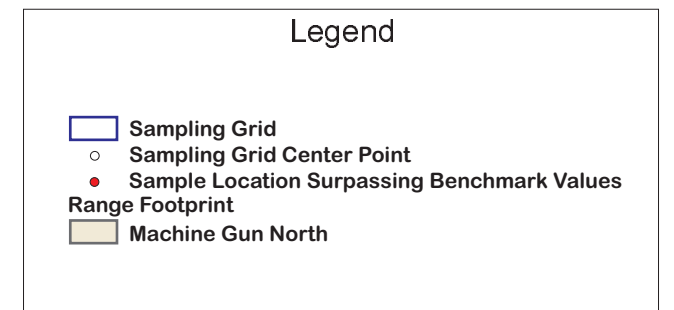 Legend
Sampling Grid
Sampling Grid Center Point
Sample Location Surpassing Benchmark Values
Range Footprint
Machine Gun North